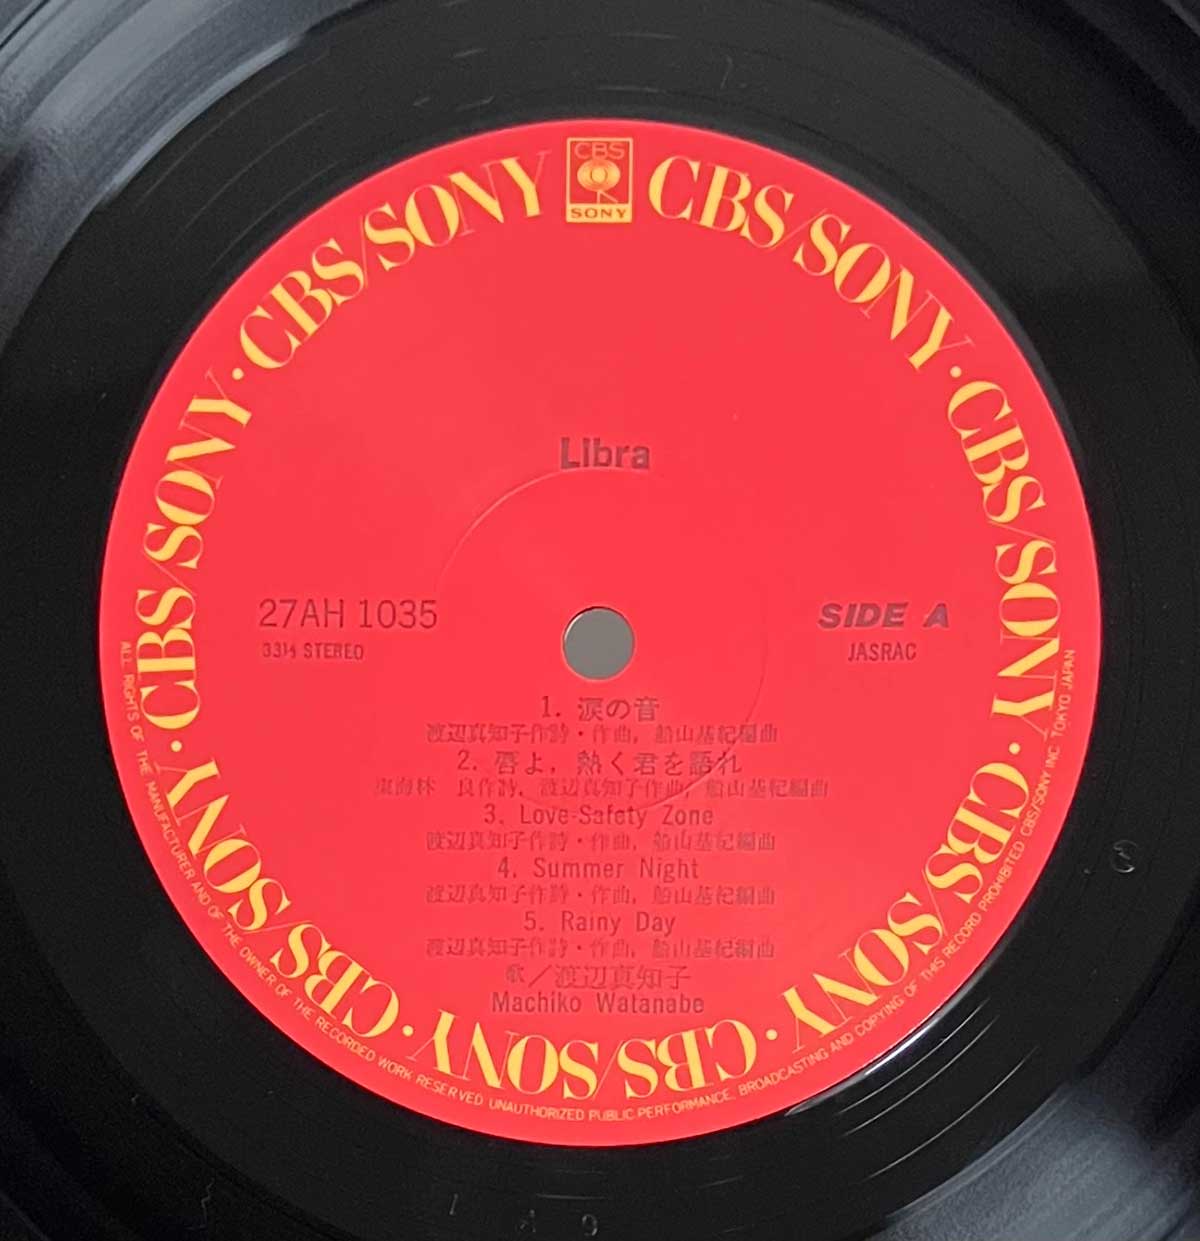 CBS
SONY
CBS/SONY · CBS/SONY · CBS/SONY · CBS/SONY · CBS/SONY · CBS/SONY · CBS/SONY · CBS/SONY
Libra
27AH 1035
SIDE A
33⅓ STEREO
JASRAC
1. 涙の音
渡辺真知子作詩・作曲, 船山基紀編曲
2. 唇よ, 熱く君を語れ
東海林 良作詩, 渡辺真知子作曲, 船山基紀編曲
3. Love-Safety Zone
渡辺真知子作詩・作曲, 船山基紀編曲
4. Summer Night
渡辺真知子作詩・作曲, 船山基紀編曲
5. Rainy Day
渡辺真知子作詩・作曲, 船山基紀編曲
歌／渡辺真知子
Machiko Watanabe
ALL RIGHTS OF THE MANUFACTURER AND OF THE OWNER OF THE RECORDED WORK RESERVED UNAUTHORIZED PUBLIC PERFORMANCE, BROADCASTING AND COPYING OF THIS RECORD PROHIBITED CBS/SONY INC. TOKYO JAPAN
1 A 9